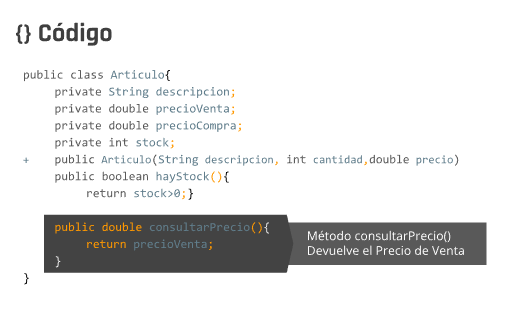 {} Código
public class Articulo{
private String descripcion;
private double precioVenta;
private double precioCompra;
private int stock;
+ public Articulo(String descripcion, int cantidad,double precio)
public boolean hayStock(){
return stock>0;}
public double consultarPrecio(){
return precioVenta;
}
Método consultarPrecio()
Devuelve el Precio de Venta
}